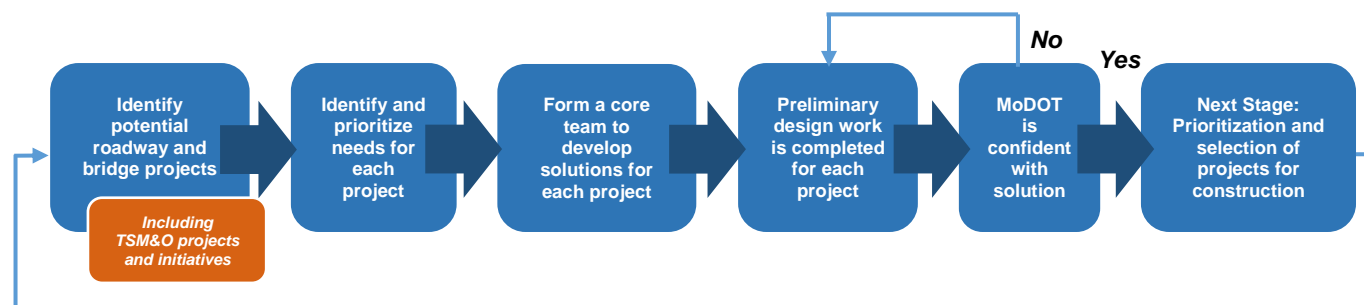 Identify
potential
roadway and
bridge projects
Including
TSM&O projects
and initiatives
Identify and
prioritize
needs for
each
project
Form a core
team to
develop
solutions for
each project
Preliminary
design work
is completed
for each
project
No
MoDOT
is
confident
with
solution
Yes
Next Stage:
Prioritization and
selection of
projects for
construction